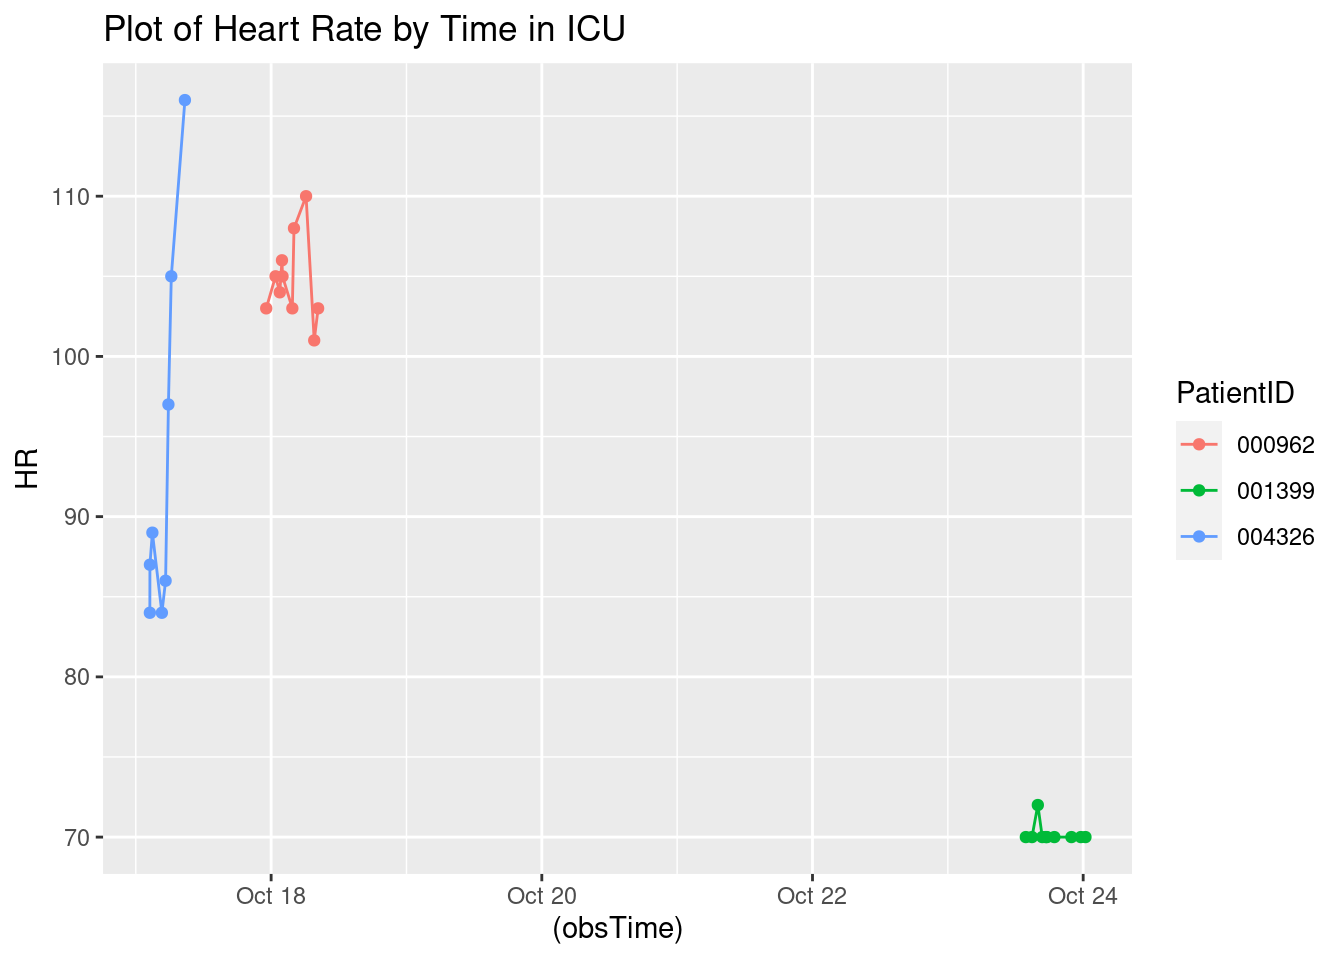 Plot of Heart Rate by Time in ICU
110
100
90
80
70
HR
Oct 18
Oct 20
Oct 22
Oct 24
(obsTime)
PatientID
000962
001399
004326